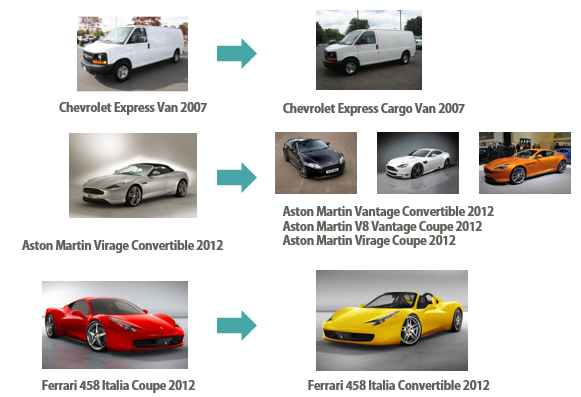 Chevrolet Express Van 2007
Chevrolet Express Cargo Van 2007
Aston Martin Virage Convertible 2012
Aston Martin Vantage Convertible 2012
Aston Martin V8 Vantage Coupe 2012
Aston Martin Virage Coupe 2012
Ferrari 458 Italia Coupe 2012
Ferrari 458 Italia Convertible 2012